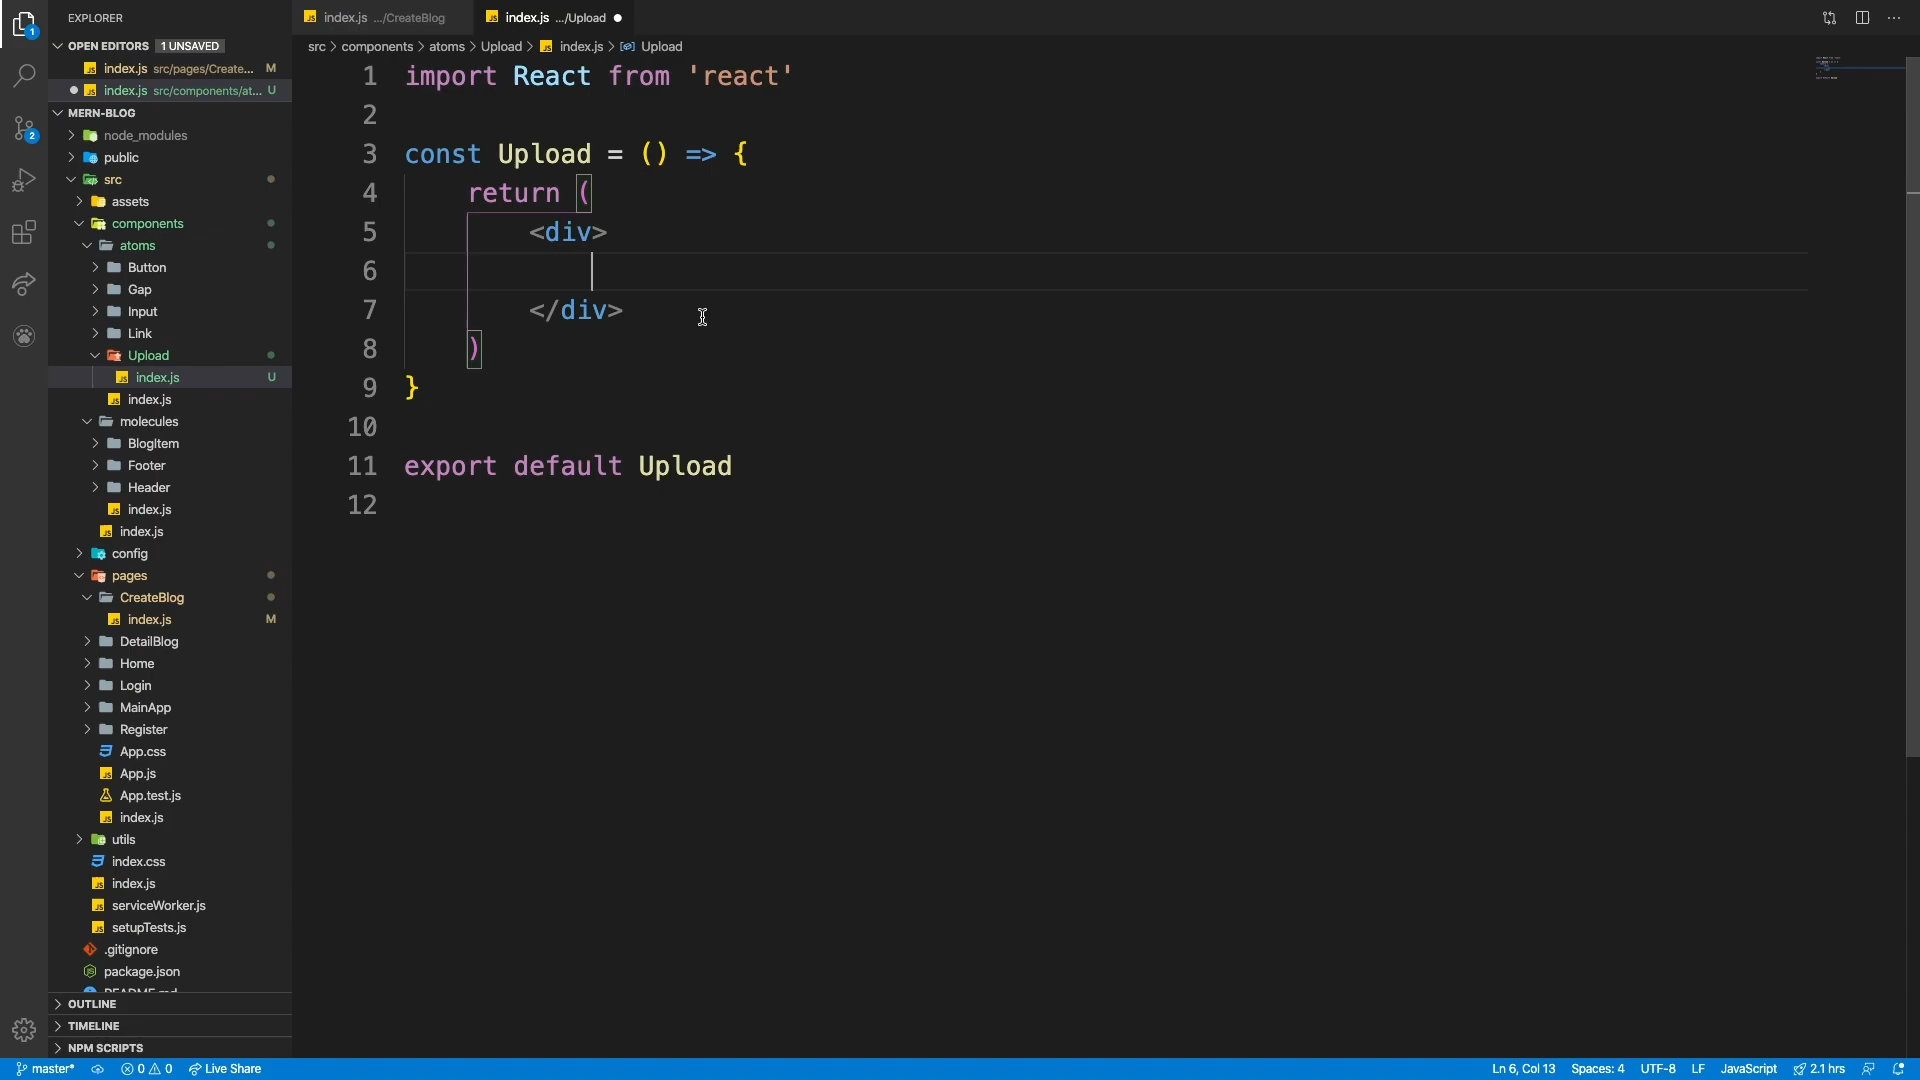 EXPLORER
OPEN EDITORS 1 UNSAVED
index.js src/pages/Create... M
index.js src/components/at... U
MERN-BLOG
node_modules
public
src
assets
components
atoms
Button
Gap
Input
Link
Upload
index.js U
index.js
molecules
BlogItem
Footer
Header
index.js
index.js
config
pages
CreateBlog
index.js M
DetailBlog
Home
Login
MainApp
Register
App.css
App.js
App.test.js
index.js
utils
index.css
index.js
serviceWorker.js
setupTests.js
.gitignore
package.json
OUTLINE
TIMELINE
NPM SCRIPTS
index.js .../CreateBlog
index.js .../Upload
src > components > atoms > Upload > index.js > Upload
1 import React from 'react'
2
3 const Upload = () => {
4 return (
5 <div>
6
7 </div>
8 )
9 }
10
11 export default Upload
12
1
2
master* 0 0 Live Share
Ln 6, Col 13 Spaces: 4 UTF-8 LF JavaScript 2.1 hrs